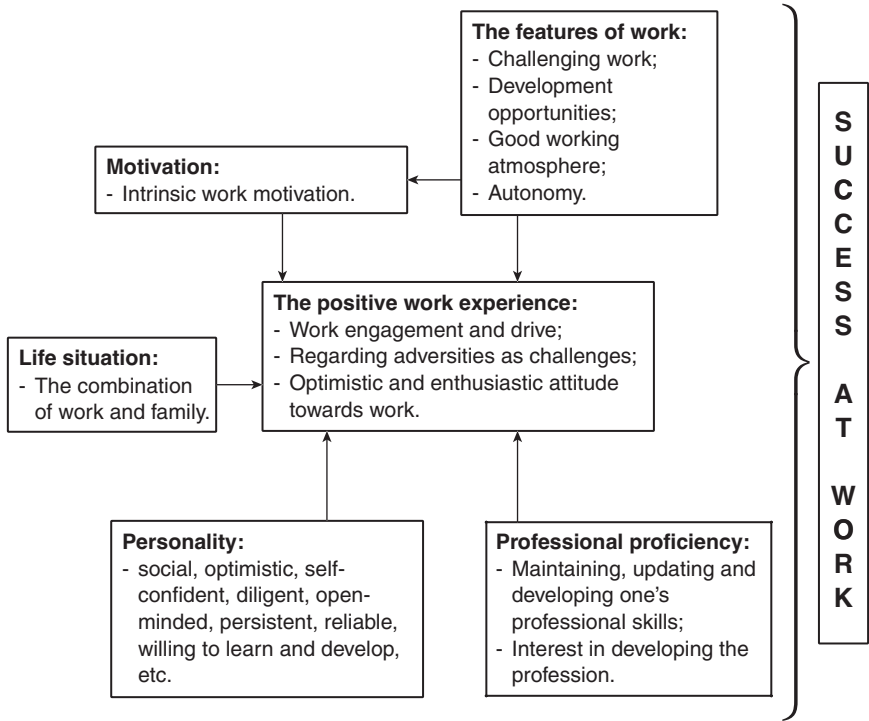 The features of work:
- Challenging work;
- Development
opportunities;
- Good working
atmosphere;
- Autonomy.
Motivation:
- Intrinsic work motivation.
The positive work experience:
- Work engagement and drive;
- Regarding adversities as challenges;
- Optimistic and enthusiastic attitude
towards work.
Life situation:
- The combination
of work and family.
Personality:
- social, optimistic, self-
confident, diligent, open-
minded, persistent, reliable,
willing to learn and develop,
etc.
Professional proficiency:
- Maintaining, updating and
developing one's
professional skills;
- Interest in developing the
profession.
SUCCESS AT WORK